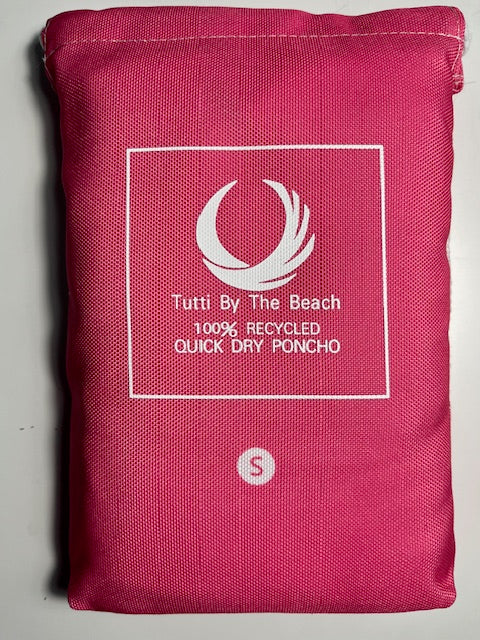 Tutti By The Beach
100% RECYCLED
QUICK DRY PONCHO
S